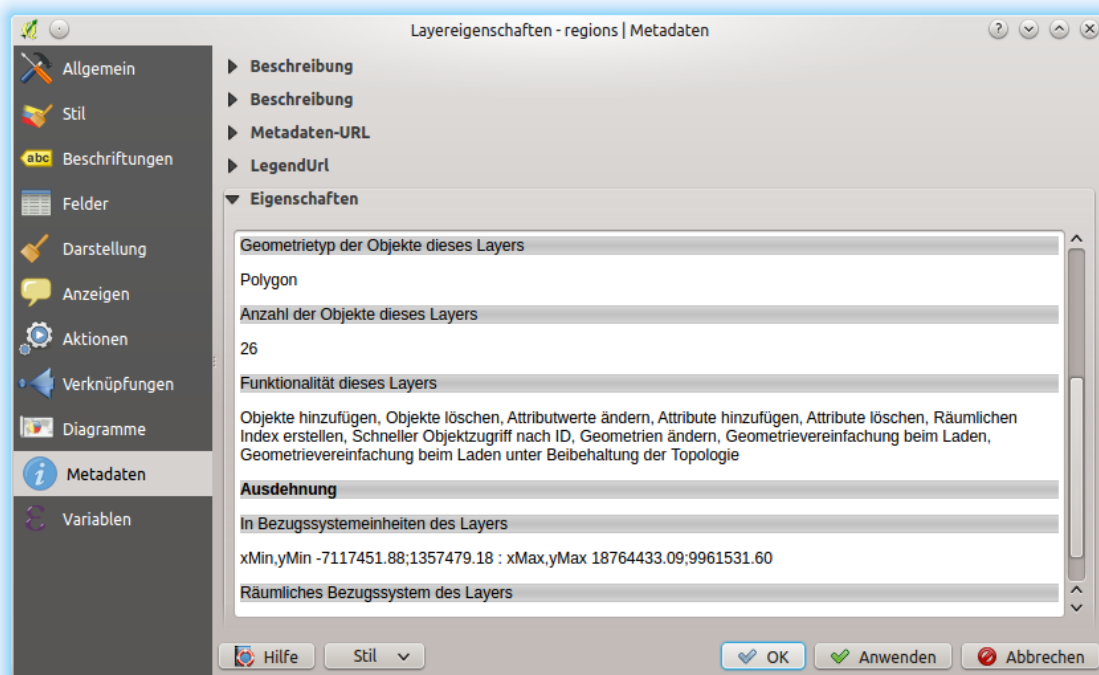 Layereigenschaften - regions | Metadaten
Allgemein
Stil
abc Beschriftungen
Felder
Darstellung
Anzeigen
Aktionen
Verknüpfungen
Diagramme
Metadaten
Variablen
Beschreibung
Beschreibung
Metadaten-URL
LegendUrl
Eigenschaften
Geometrietyp der Objekte dieses Layers
Polygon
Anzahl der Objekte dieses Layers
26
Funktionalität dieses Layers
Objekte hinzufügen, Objekte löschen, Attributwerte ändern, Attribute hinzufügen, Attribute löschen, Räumlichen
Index erstellen, Schneller Objektzugriff nach ID, Geometrien ändern, Geometrievereinfachung beim Laden,
Geometrievereinfachung beim Laden unter Beibehaltung der Topologie
Ausdehnung
In Bezugssystemeinheiten des Layers
xMin,yMin -7117451.88;1357479.18 : xMax,yMax 18764433.09;9961531.60
Räumliches Bezugssystem des Layers
Hilfe
Stil
OK
Anwenden
Abbrechen